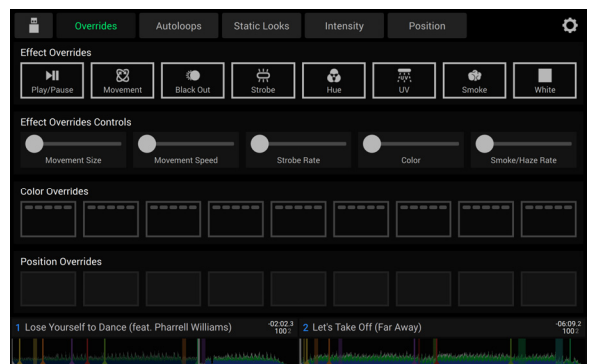 Overrides Autoloops Static Looks Intensity Position
Effect Overrides
Play/Pause Movement Black Out Strobe Hue UV Smoke White
Effect Overrides Controls
Movement Size Movement Speed Strobe Rate Color Smoke/Haze Rate
Color Overrides
Position Overrides
1 Lose Yourself to Dance (feat. Pharrell Williams) -02:02.3 2 Let's Take Off (Far Away) -06:09.2
100 2 100 2